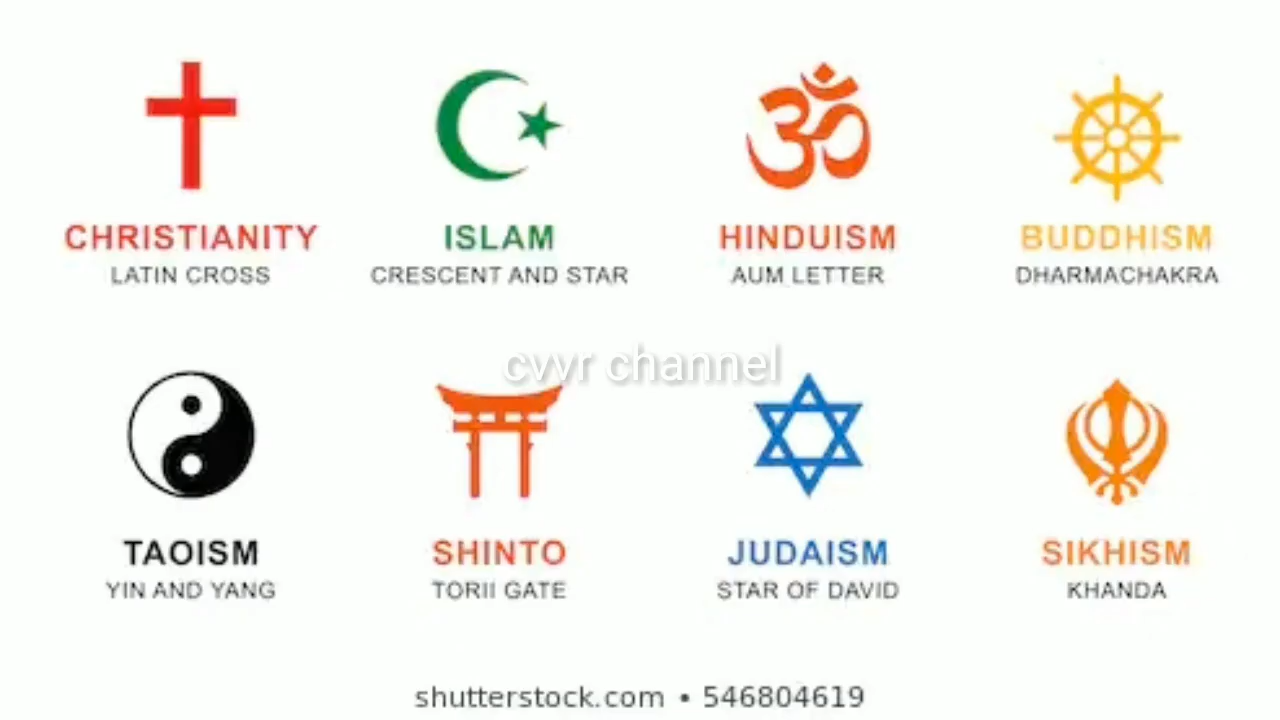 CHRISTIANITY
LATIN CROSS
ISLAM
CRESCENT AND STAR
HINDUISM
AUM LETTER
BUDDHISM
DHARMACHAKRA
cvvr channel
TAOISM
YIN AND YANG
SHINTO
TORII GATE
JUDAISM
STAR OF DAVID
SIKHISM
KHANDA
shutterstock.com • 546804619